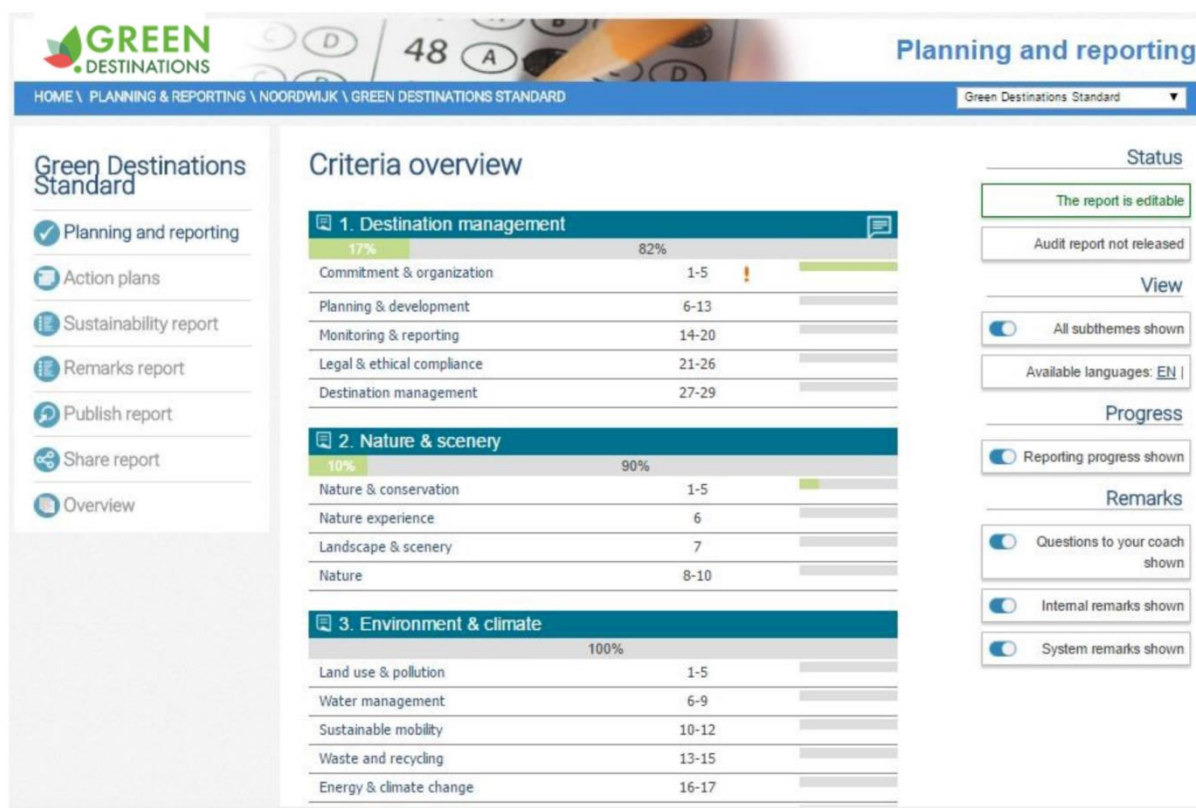 GREEN
DESTINATIONS
D
48 A
D
Planning and reporting
HOME \ PLANNING & REPORTING \ NOORDWIJK \ GREEN DESTINATIONS STANDARD
Green Destinations Standard ▼
Green Destinations
Standard
Planning and reporting
Action plans
Sustainability report
Remarks report
Publish report
Share report
Overview
Criteria overview
1. Destination management
17% 82%
Commitment & organization 1-5 !
Planning & development 6-13
Monitoring & reporting 14-20
Legal & ethical compliance 21-26
Destination management 27-29
2. Nature & scenery
10% 90%
Nature & conservation 1-5
Nature experience 6
Landscape & scenery 7
Nature 8-10
3. Environment & climate
100%
Land use & pollution 1-5
Water management 6-9
Sustainable mobility 10-12
Waste and recycling 13-15
Energy & climate change 16-17
Status
The report is editable
Audit report not released
View
All subthemes shown
Available languages: EN |
Progress
Reporting progress shown
Remarks
Questions to your coach
shown
Internal remarks shown
System remarks shown